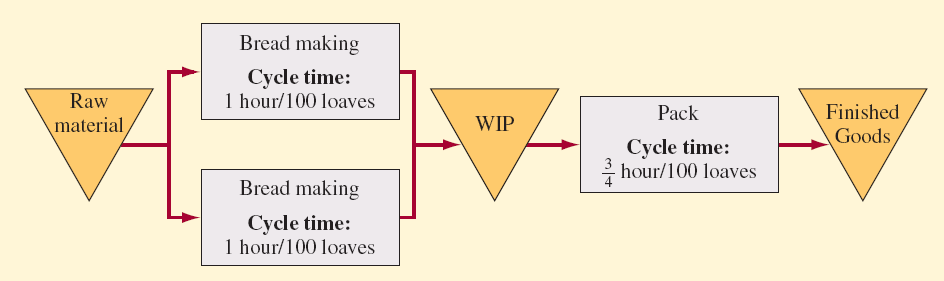 Raw
material
Bread making
Cycle time:
1 hour/100 loaves
Bread making
Cycle time:
1 hour/100 loaves
WIP
Pack
Cycle time:
3/4 hour/100 loaves
Finished
Goods